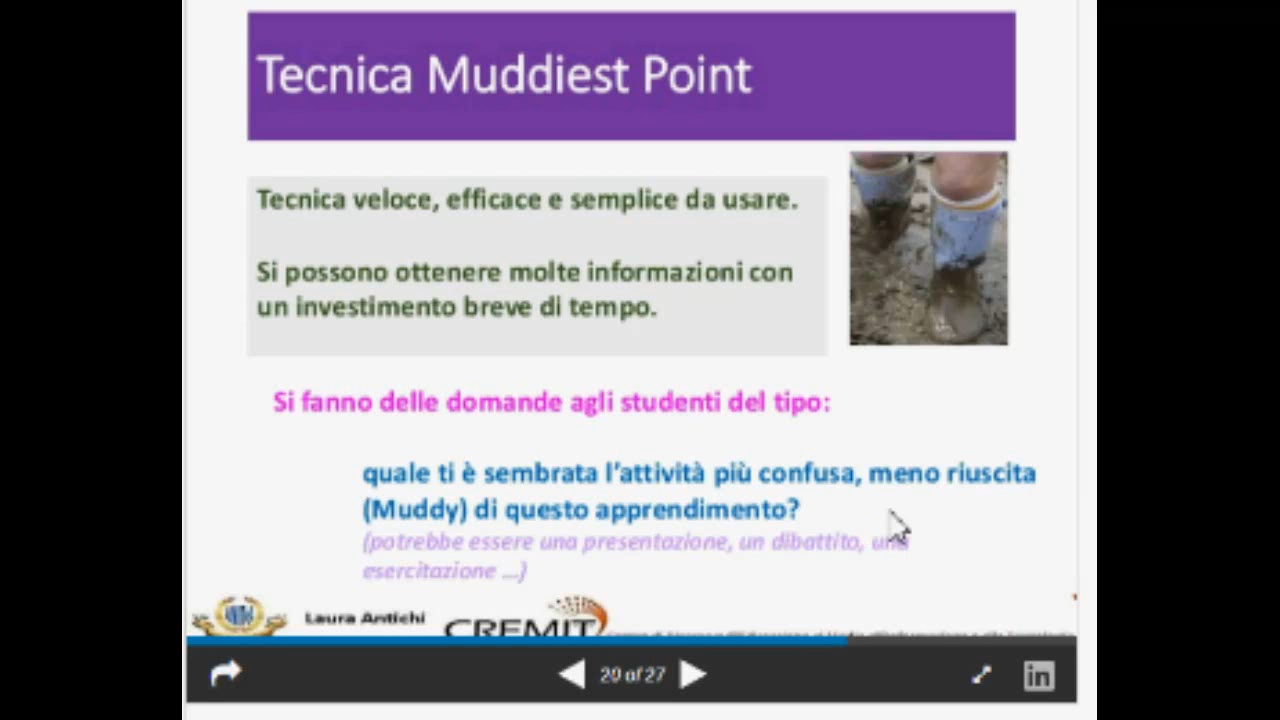 Tecnica Muddiest Point
Tecnica veloce, efficace e semplice da usare.
Si possono ottenere molte informazioni con
un investimento breve di tempo.
Si fanno delle domande agli studenti del tipo:
quale ti è sembrata l'attività più confusa, meno riuscita
(Muddy) di questo apprendimento?
(potrebbe essere una presentazione, un dibattito, una
esercitazione ...)
Laura Antichi
CREMIT
20 of 27
in